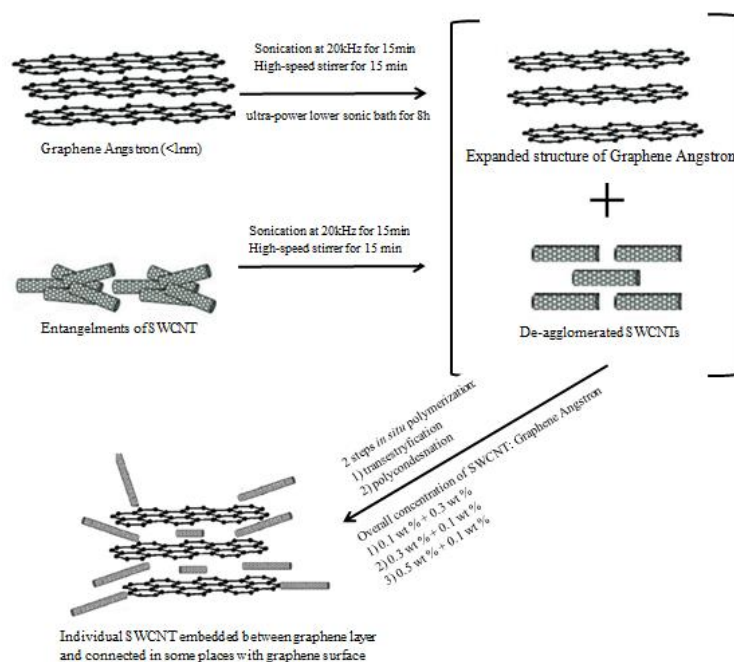 Sonication at 20kHz for 15min
High-speed stirrer for 15 min
ultra-power lower sonic bath for 8h
Graphene Angstron (<1nm)
Expanded structure of Graphene Angstron
+
Sonication at 20kHz for 15min
High-speed stirrer for 15 min
Entangelments of SWCNT
De-agglomerated SWCNTs
2 steps in situ polymerization:
1) transestryfication
2) polycondesnation
Overall concentration of SWCNT: Graphene Angstron
1) 0.1 wt % + 0.3 wt %
2) 0.3 wt % + 0.1 wt %
3) 0.5 wt % + 0.1 wt %
Individual SWCNT embedded between graphene layer
and connected in some places with graphene surface